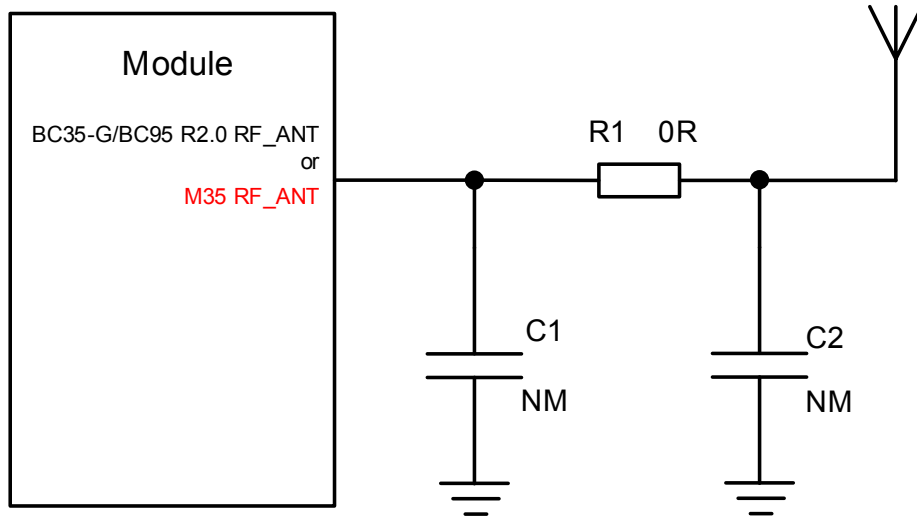 Module
BC35-G/BC95 R2.0 RF_ANT
or
M35 RF_ANT
R1 0R
C1
NM
C2
NM